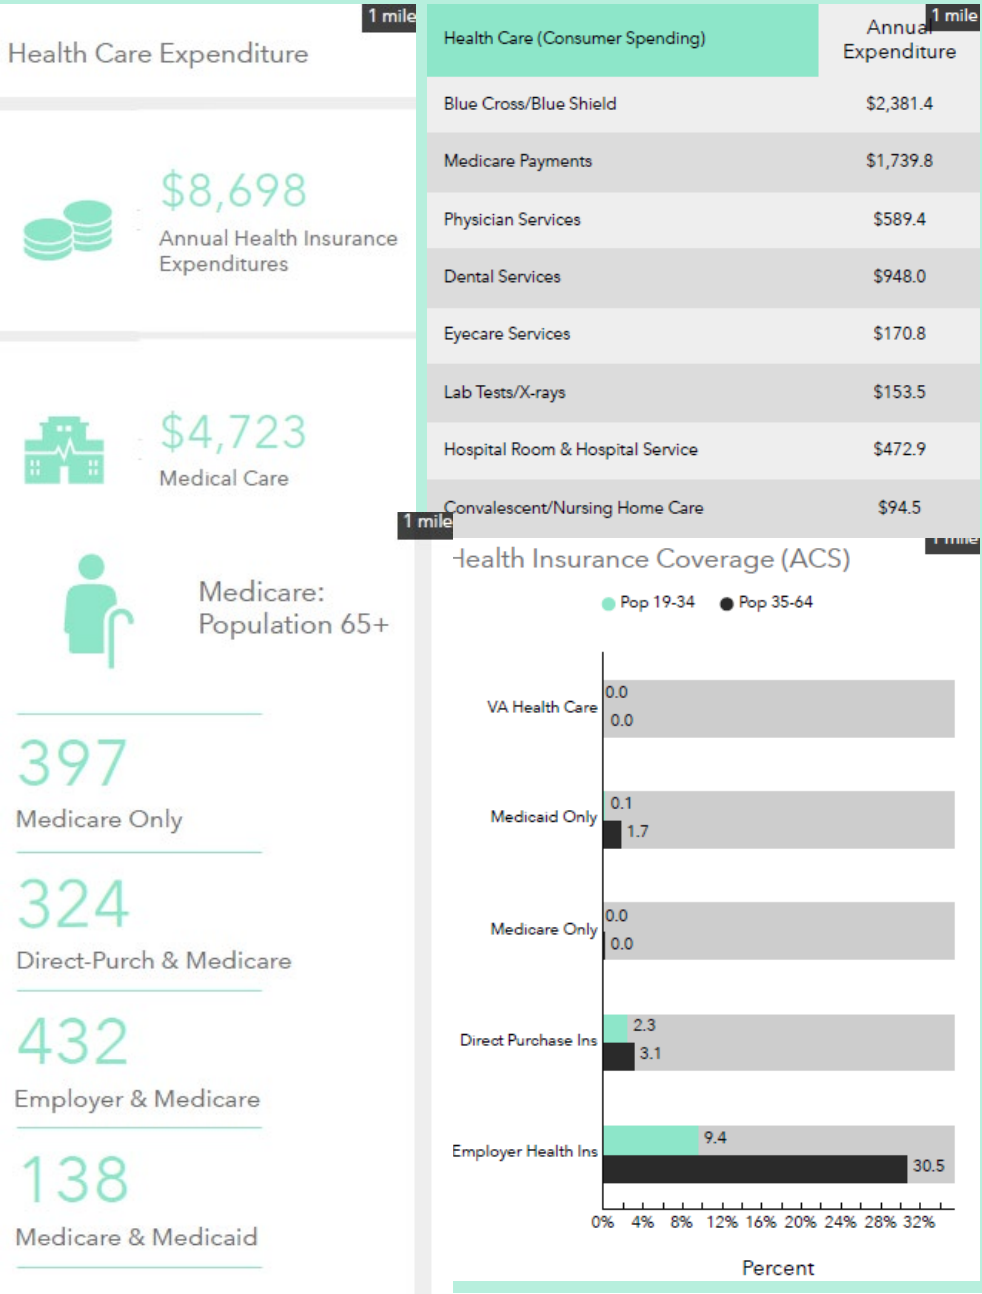 1 mile
Health Care Expenditure
$8,698
Annual Health Insurance
Expenditures
$4,723
Medical Care
1 mile
Medicare:
Population 65+
397
Medicare Only
324
Direct-Purch & Medicare
432
Employer & Medicare
138
Medicare & Medicaid
1 mile
Health Care (Consumer Spending) Annual
Expenditure
Blue Cross/Blue Shield $2,381.4
Medicare Payments $1,739.8
Physician Services $589.4
Dental Services $948.0
Eyecare Services $170.8
Lab Tests/X-rays $153.5
Hospital Room & Hospital Service $472.9
Convalescent/Nursing Home Care $94.5
1 mile
Health Insurance Coverage (ACS)
Pop 19-34 Pop 35-64
0.0
VA Health Care
0.0
0.1
Medicaid Only
1.7
0.0
Medicare Only
0.0
2.3
Direct Purchase Ins
3.1
9.4
Employer Health Ins
30.5
0% 4% 8% 12% 16% 20% 24% 28% 32%
Percent